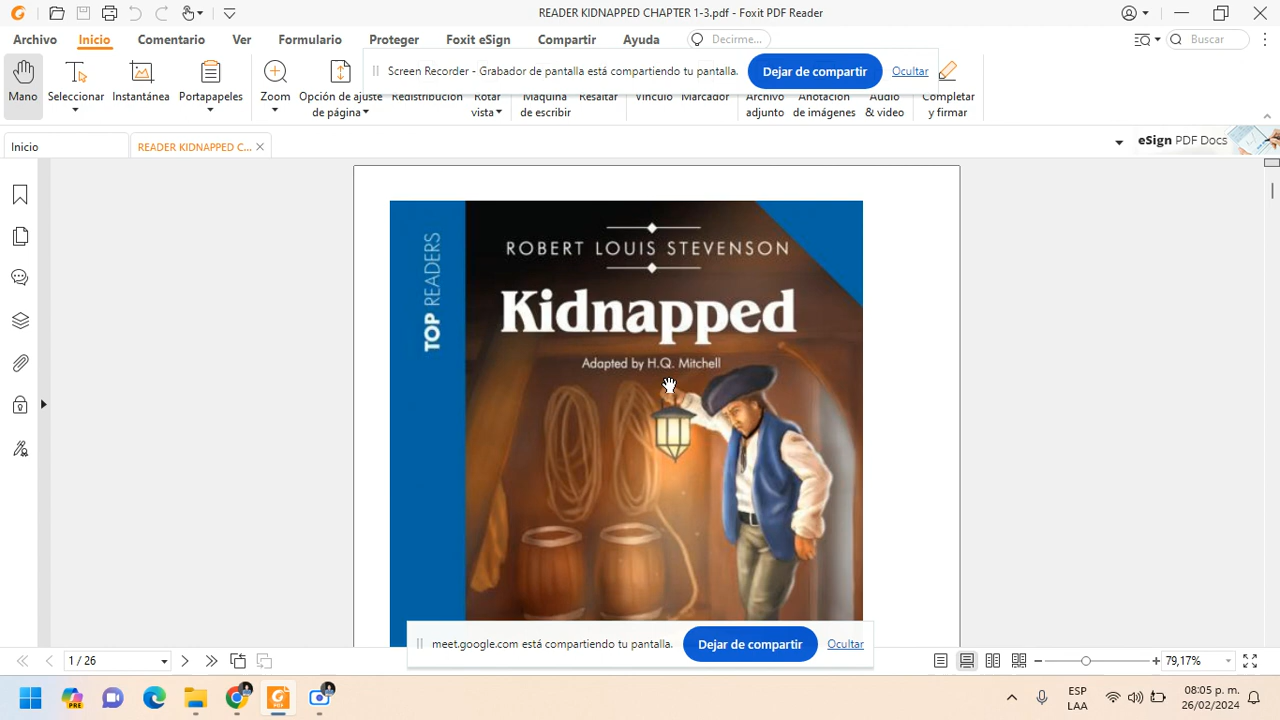 READER KIDNAPPED CHAPTER 1-3.pdf - Foxit PDF Reader
Archivo Inicio Comentario Ver Formulario Proteger Foxit eSign Compartir Ayuda Decirme... Buscar
Screen Recorder - Grabador de pantalla está compartiendo tu pantalla. Dejar de compartir Ocultar
Mano Seleccionar Instantánea Portapapeles Zoom Opción de ajuste de página Redistribución Rotar vista Máquina de escribir Resaltar Vínculo Marcador Archivo adjunto Anotación de imágenes Audio & video Completar y firmar
Inicio READER KIDNAPPED C... eSign PDF Docs
TOP READERS
ROBERT LOUIS STEVENSON
Kidnapped
Adapted by H.Q. Mitchell
meet.google.com está compartiendo tu pantalla. Dejar de compartir Ocultar
1 / 26 79,17%
PRE
PDF
ESP
LAA
08:05 p. m.
26/02/2024